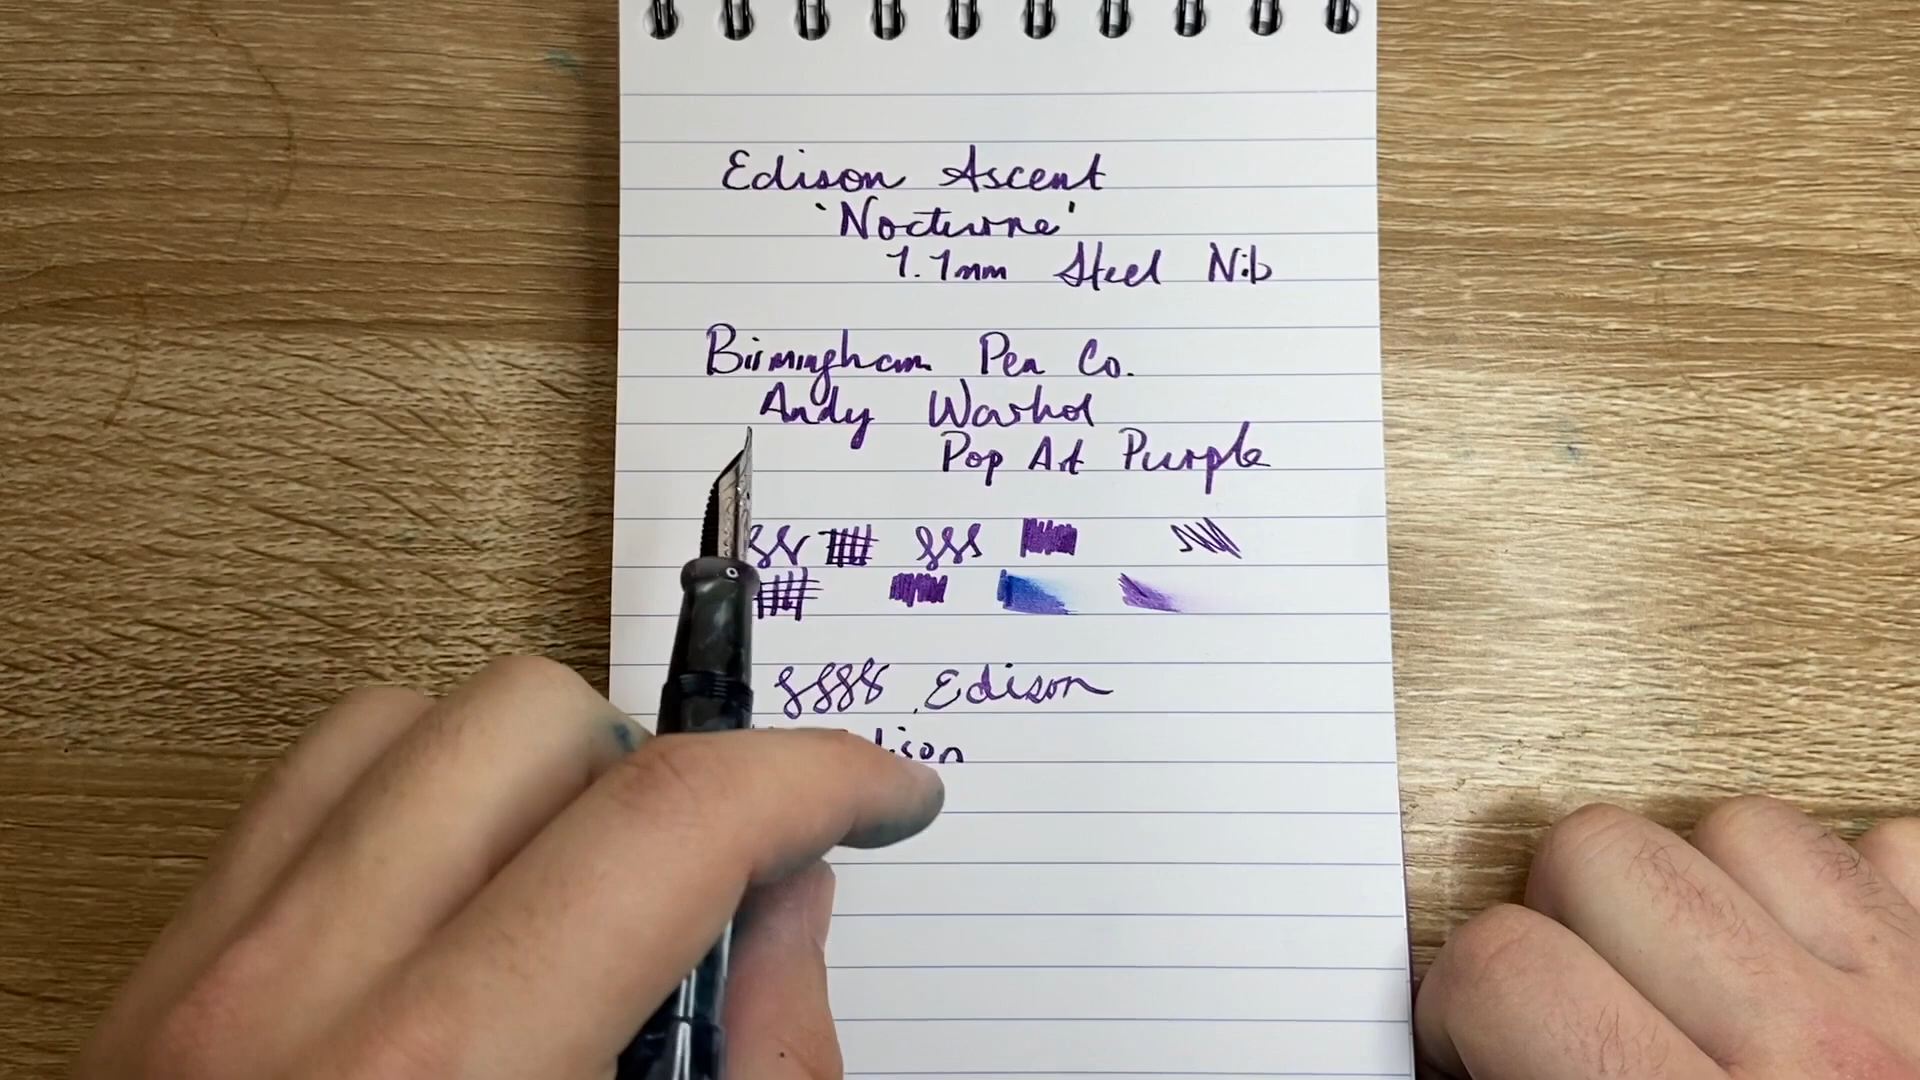 Edison Ascent
'Nocturne'
1.1mm Steel Nib
Birmingham Pen Co.
Andy Warhol
Pop Art Purple
Edison